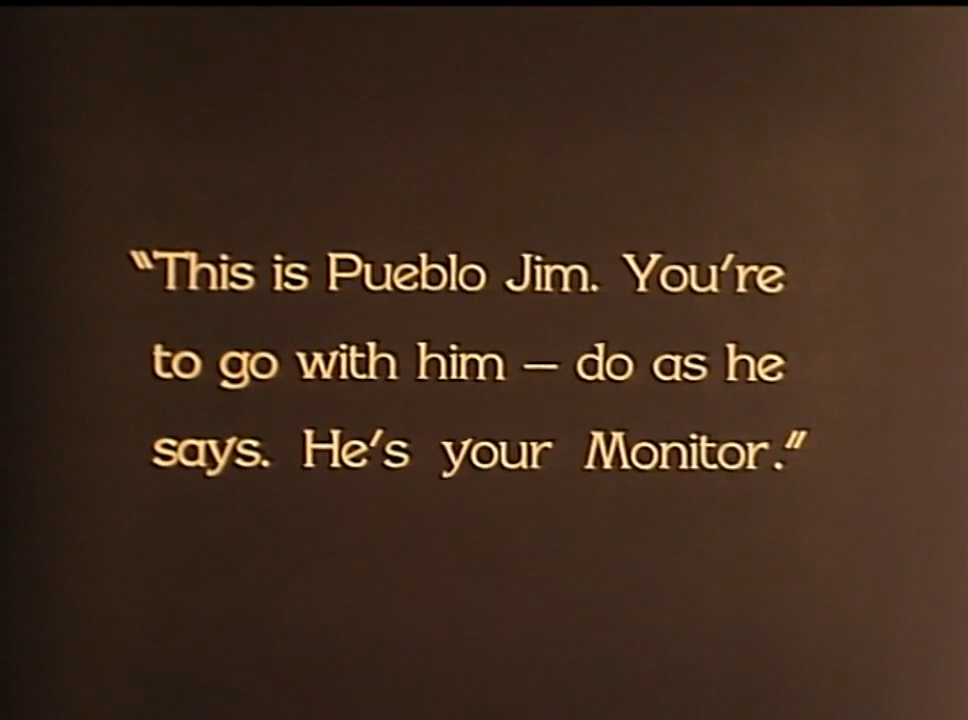 "This is Pueblo Jim. You're
to go with him — do as he
says. He's your Monitor."